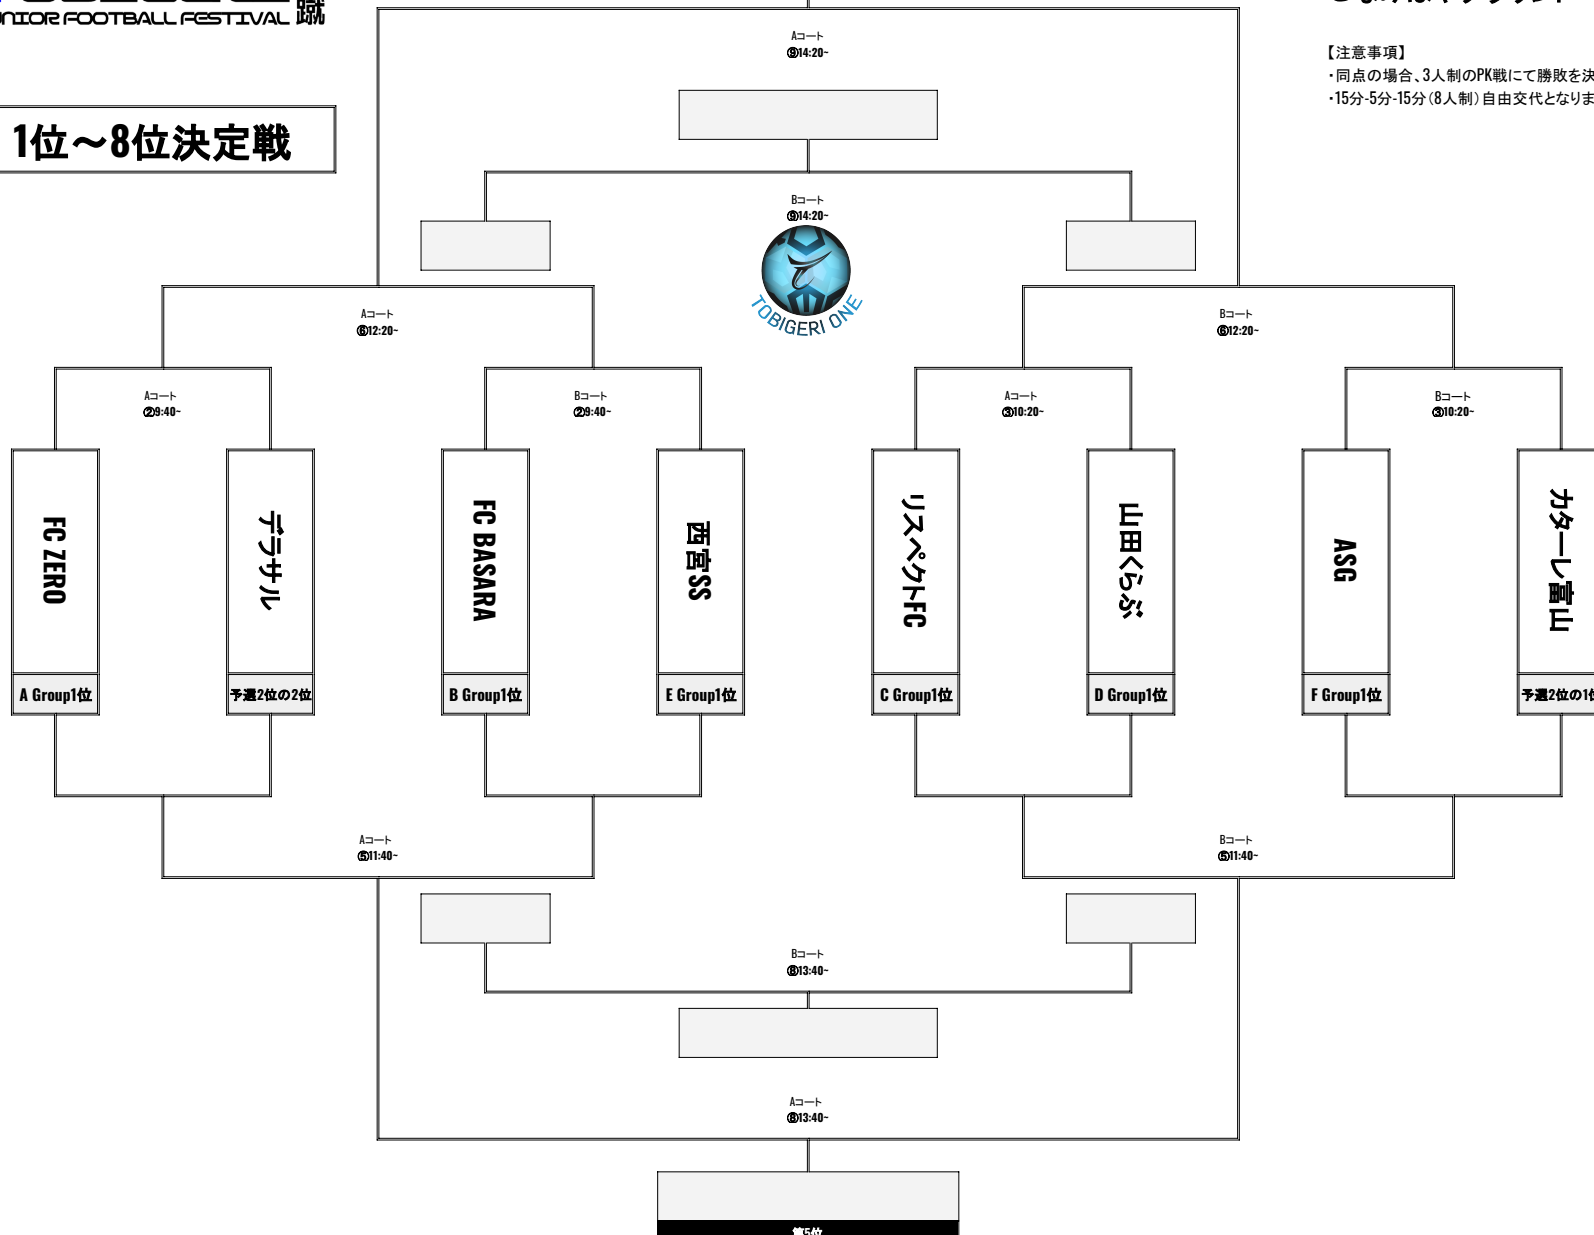 JUNIOR FOOTBALL FESTIVAL 蹴
【注意事項】
・同点の場合、3人制のPK戦にて勝敗を決
・15分-5分-15分（8人制）自由交代となりま
1位～8位決定戦
Aコート
⑨14:20~
Bコート
⑨14:20~
TOBIGERI ONE
Aコート
⑥12:20~
Bコート
⑥12:20~
Aコート
②9:40~
Bコート
②9:40~
Aコート
③10:20~
Bコート
③10:20~
FC ZERO
デラサル
FC BASARA
西宮SS
リスペクトFC
山田くらぶ
ASG
カターレ富山
A Group1位
予選2位の2位
B Group1位
E Group1位
C Group1位
D Group1位
F Group1位
予選2位の1位
Aコート
⑤11:40~
Bコート
⑤11:40~
Bコート
⑧13:40~
Aコート
⑧13:40~
第5位